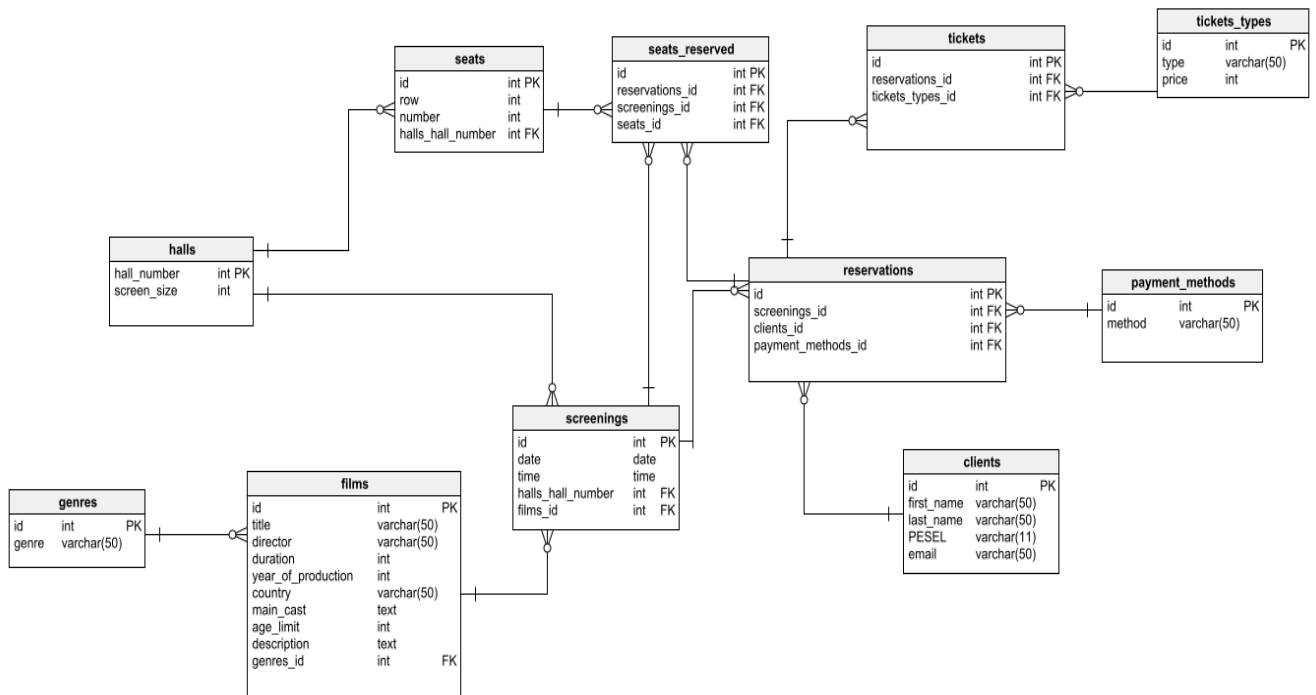 seats
id int PK
row int
number int
halls_hall_number int FK
seats_reserved
id int PK
reservations_id int FK
screenings_id int FK
seats_id int FK
tickets
id int PK
reservations_id int FK
tickets_types_id int FK
tickets_types
id int PK
type varchar(50)
price int
halls
hall_number int PK
screen_size int
reservations
id int PK
screenings_id int FK
clients_id int FK
payment_methods_id int FK
payment_methods
id int PK
method varchar(50)
screenings
id int PK
date date
time time
halls_hall_number int FK
films_id int FK
clients
id int PK
first_name varchar(50)
last_name varchar(50)
PESEL varchar(11)
email varchar(50)
genres
id int PK
genre varchar(50)
films
id int PK
title varchar(50)
director varchar(50)
duration int
year_of_production int
country varchar(50)
main_cast text
age_limit int
description text
genres_id int FK